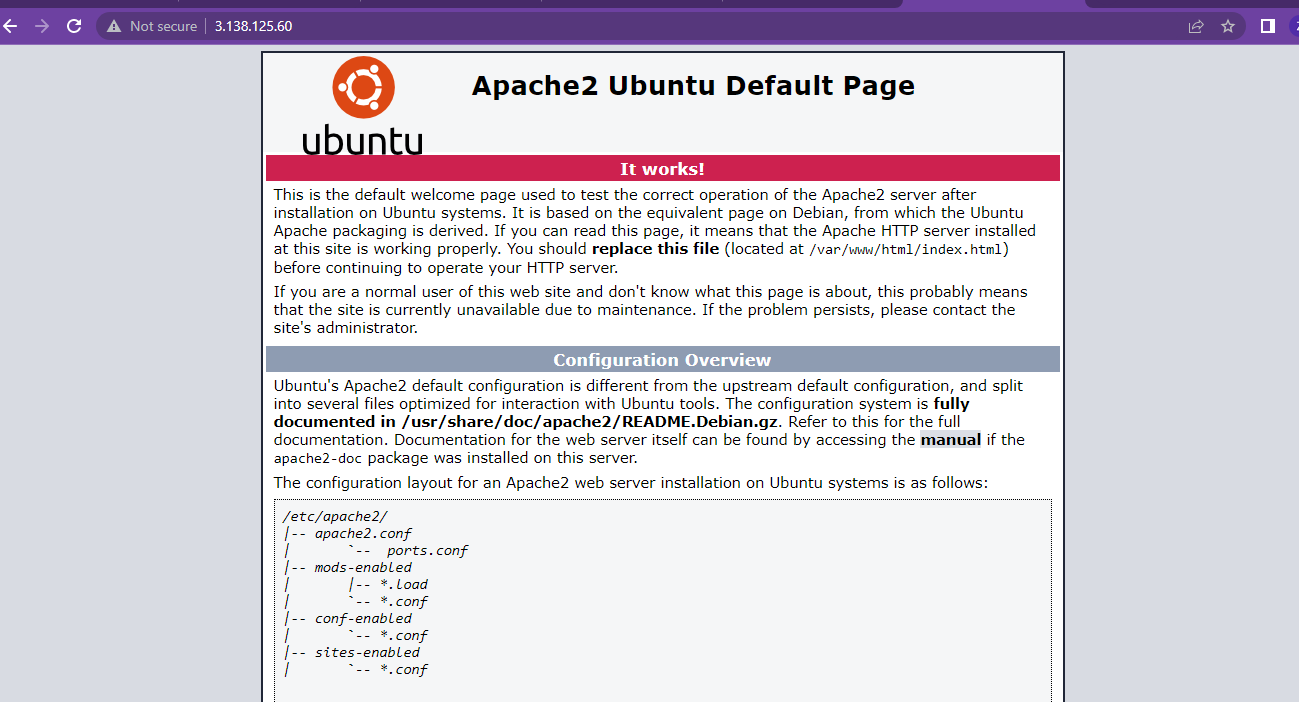 Not secure 3.138.125.60
ubuntu
Apache2 Ubuntu Default Page
It works!
This is the default welcome page used to test the correct operation of the Apache2 server after
installation on Ubuntu systems. It is based on the equivalent page on Debian, from which the Ubuntu
Apache packaging is derived. If you can read this page, it means that the Apache HTTP server installed
at this site is working properly. You should replace this file (located at /var/www/html/index.html)
before continuing to operate your HTTP server.
If you are a normal user of this web site and don't know what this page is about, this probably means
that the site is currently unavailable due to maintenance. If the problem persists, please contact the
site's administrator.
Configuration Overview
Ubuntu's Apache2 default configuration is different from the upstream default configuration, and split
into several files optimized for interaction with Ubuntu tools. The configuration system is fully
documented in /usr/share/doc/apache2/README.Debian.gz. Refer to this for the full
documentation. Documentation for the web server itself can be found by accessing the manual if the
apache2-doc package was installed on this server.
The configuration layout for an Apache2 web server installation on Ubuntu systems is as follows:
/etc/apache2/
|-- apache2.conf
|       `--  ports.conf
|-- mods-enabled
|       |-- *.load
|       `-- *.conf
|-- conf-enabled
|       `-- *.conf
|-- sites-enabled
|       `-- *.conf